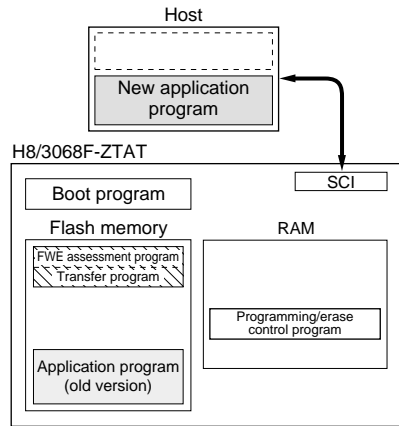 Host
New application
program
H8/3068F-ZTAT
SCI
Boot program
Flash memory
RAM
FWE assessment program
Transfer program
Programming/erase
control program
Application program
(old version)